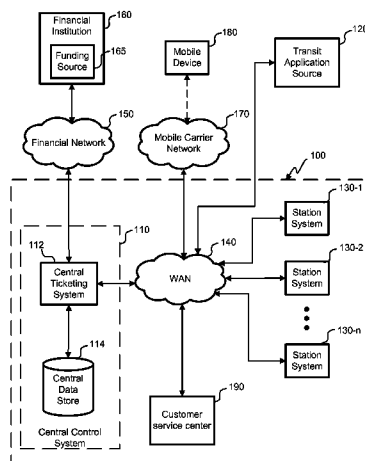 Financial
Institution
160
Funding
Source
165
Mobile
Device
180
Transit
Application
Source
150
Financial Network
170
Mobile Carrier
Network
100
110
112
Central
Ticketing
System
140
WAN
130-1
Station
System
130-2
Station
System
130-n
Station
System
114
Central
Data
Store
Central Control
System
190
Customer
service center